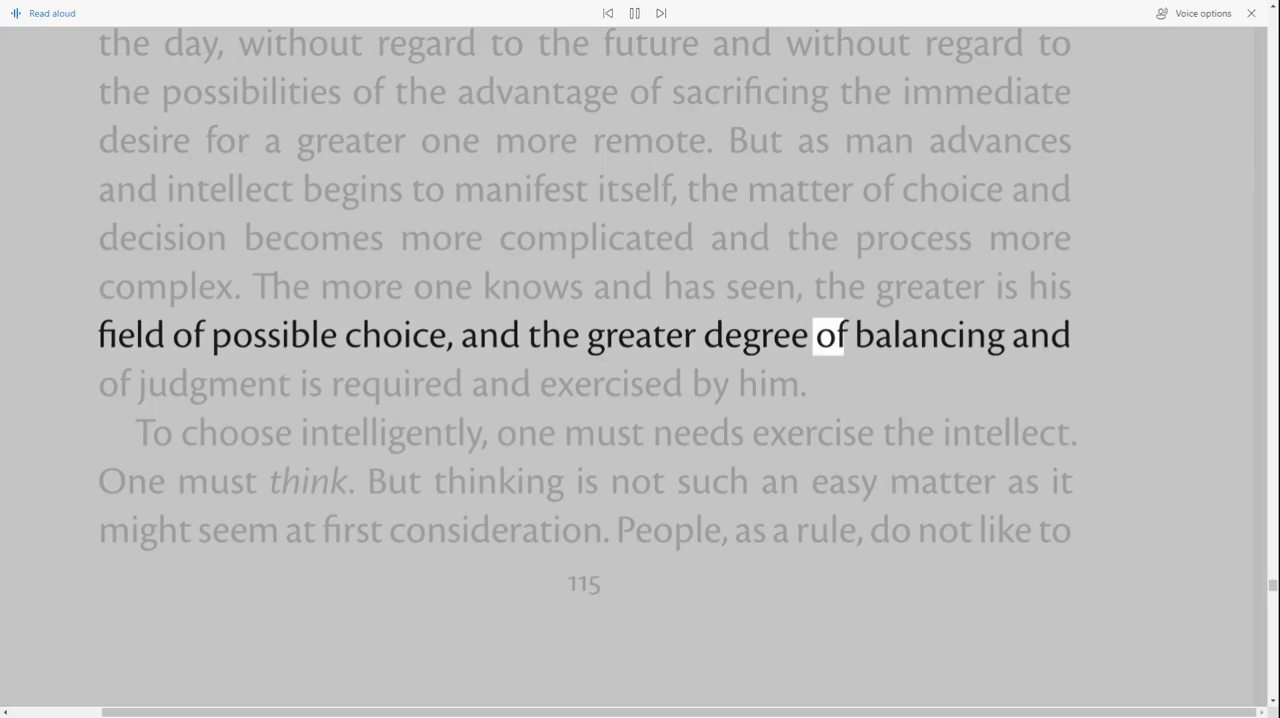 Read aloud
Voice options
the day, without regard to the future and without regard to
the possibilities of the advantage of sacrificing the immediate
desire for a greater one more remote. But as man advances
and intellect begins to manifest itself, the matter of choice and
decision becomes more complicated and the process more
complex. The more one knows and has seen, the greater is his
field of possible choice, and the greater degree of balancing and
of judgment is required and exercised by him.
To choose intelligently, one must needs exercise the intellect.
One must think. But thinking is not such an easy matter as it
might seem at first consideration. People, as a rule, do not like to
115